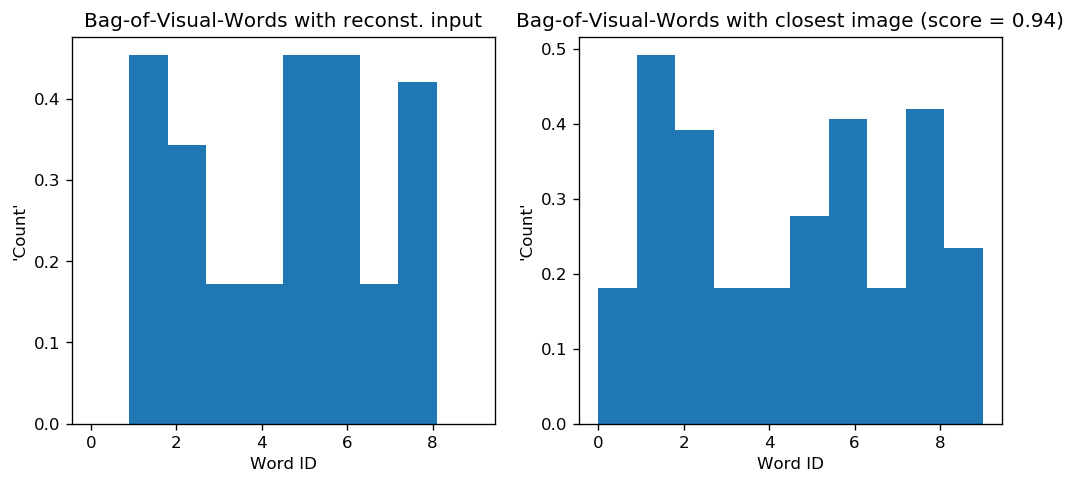 Bag-of-Visual-Words with reconst. input
0.4
0.3
0.2
0.1
0.0
'Count'
0 2 4 6 8
Word ID
Bag-of-Visual-Words with closest image (score = 0.94)
0.5
0.4
0.3
0.2
0.1
0.0
'Count'
0 2 4 6 8
Word ID